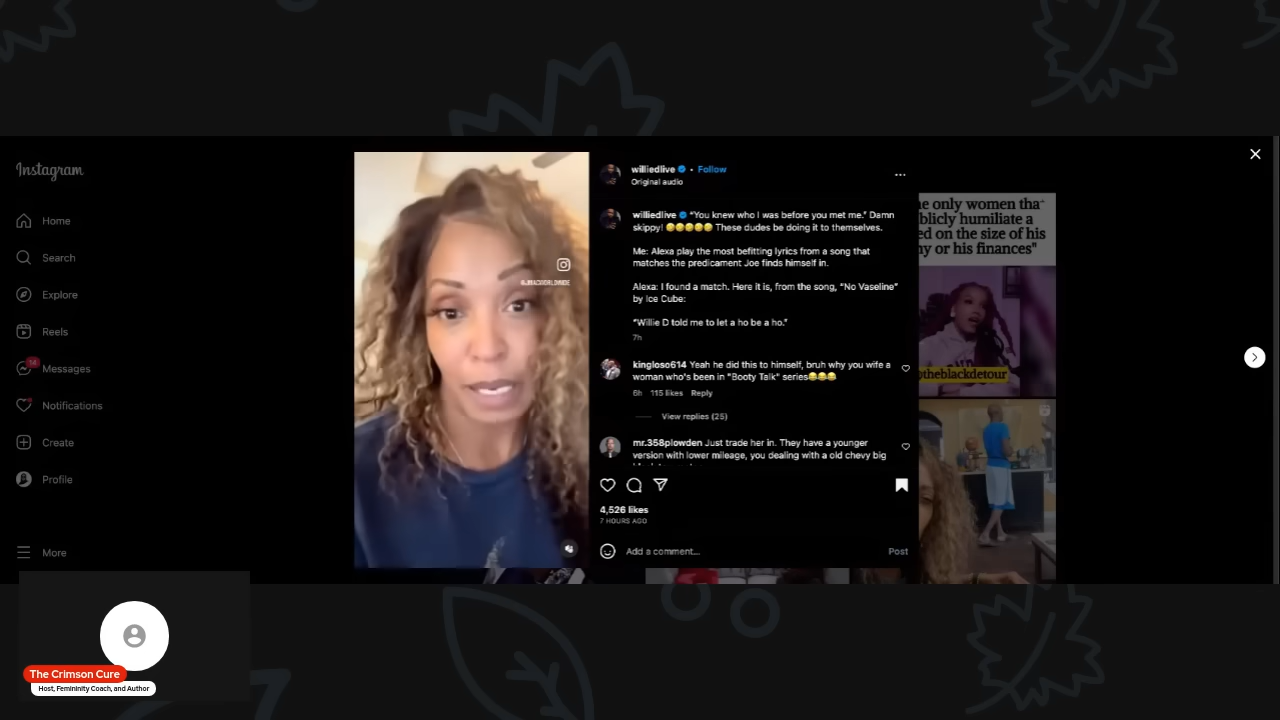 Instagram
Home
Search
Explore
Reels
14
Messages
Notifications
Create
Profile
More
williedlive • Follow
Original audio
williedlive "You knew who I was before you met me." Damn
skippy! 🤣🤣🤣🤣🤣 These dudes be doing it to themselves.
Me: Alexa play the most befitting lyrics from a song that
matches the predicament Joe finds himself in.
Alexa: I found a match. Here it is, from the song, "No Vaseline"
by Ice Cube:
"Willie D told me to let a ho be a ho."
7h
kingloso614 Yeah he did this to himself, bruh why you wife a
woman who's been in "Booty Talk" series😂😂😂
6h 115 likes Reply
View replies (25)
mr.358plowden Just trade her in. They have a younger
version with lower mileage, you dealing with a old chevy big
4,526 likes
7 HOURS AGO
Add a comment...
Post
e only women tha
blicly humiliate a
ed on the size of his
y or his finances"
@theblackdetour
The Crimson Cure
Host, Femininity Coach, and Author